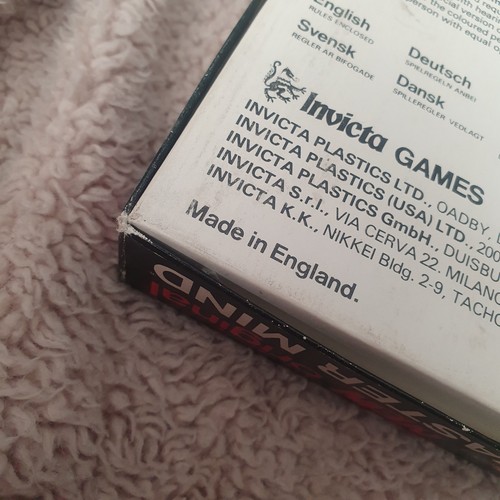 English
RULES ENCLOSED
Svensk
REGLER ÄR BIFOGADE
Deutsch
SPIELREGELN ANBEI
Dansk
SPILLEREGLER VEDLAGT
Invicta GAMES
INVICTA PLASTICS LTD., OADBY,
INVICTA PLASTICS (USA) LTD., 200
INVICTA PLASTICS GmbH., DUISBU
INVICTA S.r.l., VIA CERVA 22. MILANO
INVICTA K.K., NIKKEI Bldg. 2-9, TACHO
Made in England.
ASTER MIND